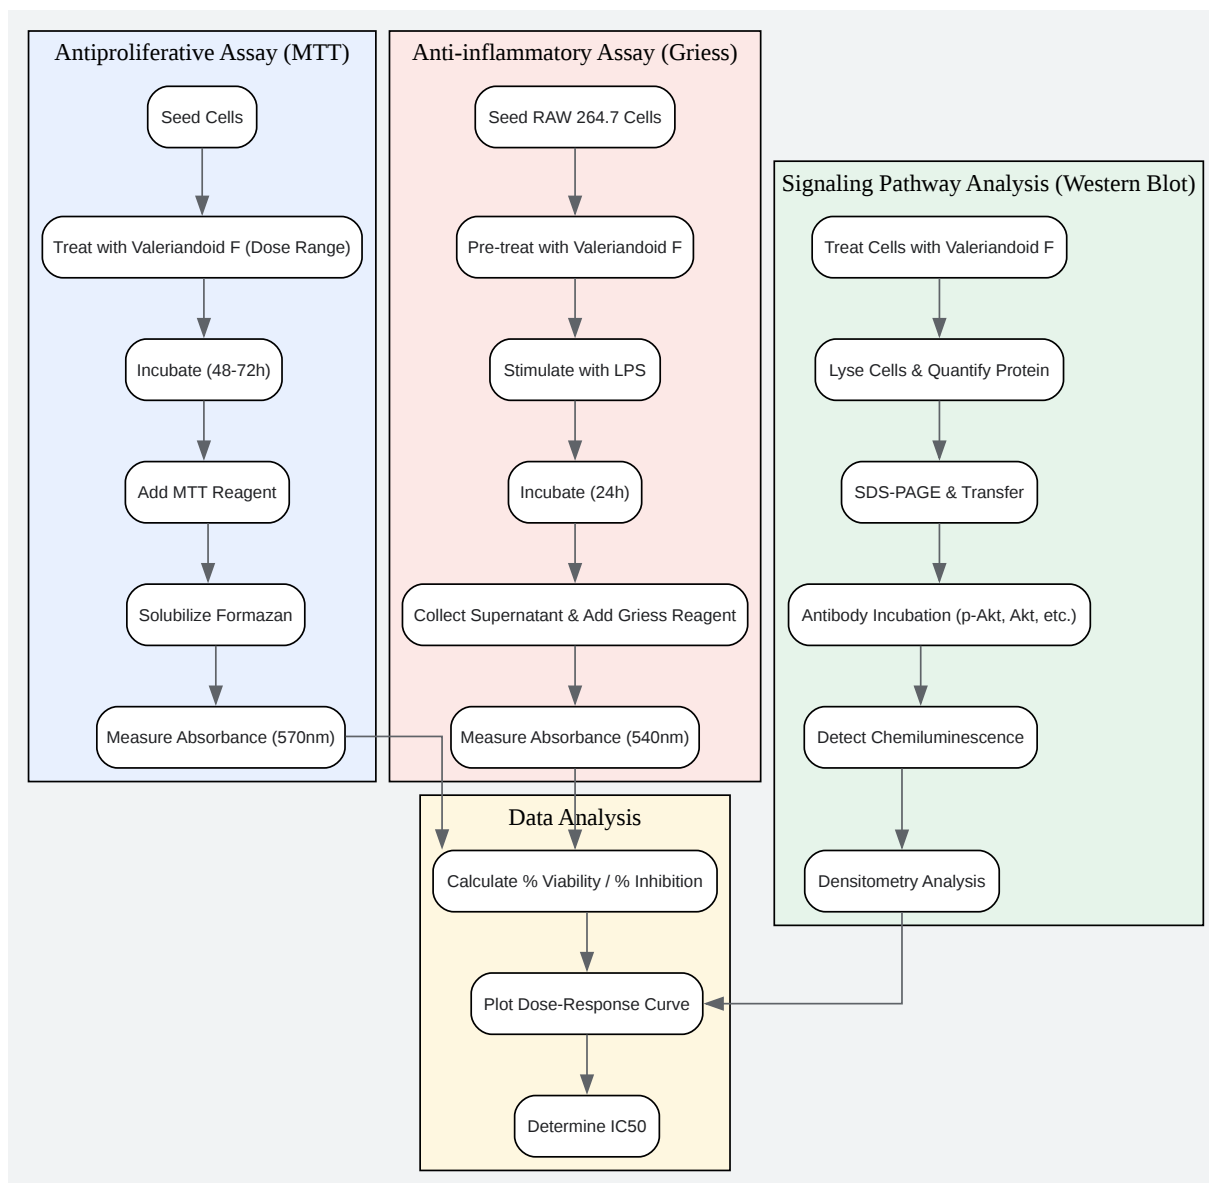 Antiproliferative Assay (MTT)
Seed Cells
Treat with Valeriandoid F (Dose Range)
Incubate (48-72h)
Add MTT Reagent
Solubilize Formazan
Measure Absorbance (570nm)
Anti-inflammatory Assay (Griess)
Seed RAW 264.7 Cells
Pre-treat with Valeriandoid F
Stimulate with LPS
Incubate (24h)
Collect Supernatant & Add Griess Reagent
Measure Absorbance (540nm)
Signaling Pathway Analysis (Western Blot)
Treat Cells with Valeriandoid F
Lyse Cells & Quantify Protein
SDS-PAGE & Transfer
Antibody Incubation (p-Akt, Akt, etc.)
Detect Chemiluminescence
Densitometry Analysis
Data Analysis
Calculate % Viability / % Inhibition
Plot Dose-Response Curve
Determine IC50